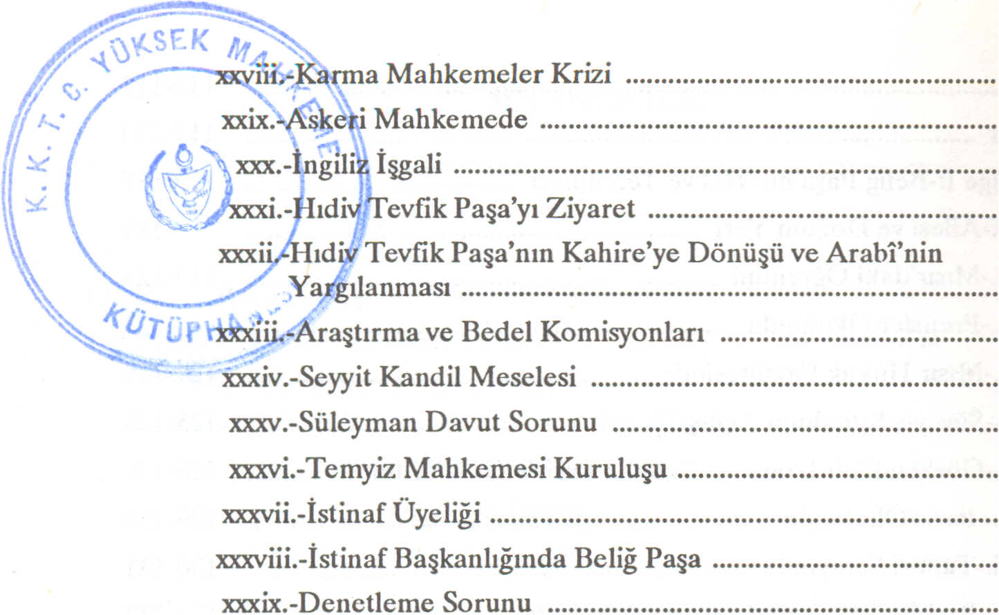 K. K. T. C. YÜKSEK MAHKEME
KÜTÜPHANESİ
xxviii.-Karma Mahkemeler Krizi ..........
xxix.-Askeri Mahkemede ..........
xxx.-İngiliz İşgali ..........
xxxi.-Hıdiv Tevfik Paşa’yı Ziyaret ..........
xxxii.-Hıdiv Tevfik Paşa’nın Kahire’ye Dönüşü ve Arabî’nin
Yargılanması ..........
xxxiii.-Araştırma ve Bedel Komisyonları ..........
xxxiv.-Seyyit Kandil Meselesi ..........
xxxv.-Süleyman Davut Sorunu ..........
xxxvi.-Temyiz Mahkemesi Kuruluşu ..........
xxxvii.-İstinaf Üyeliği ..........
xxxviii.-İstinaf Başkanlığında Beliğ Paşa ..........
xxxix.-Denetleme Sorunu ..........